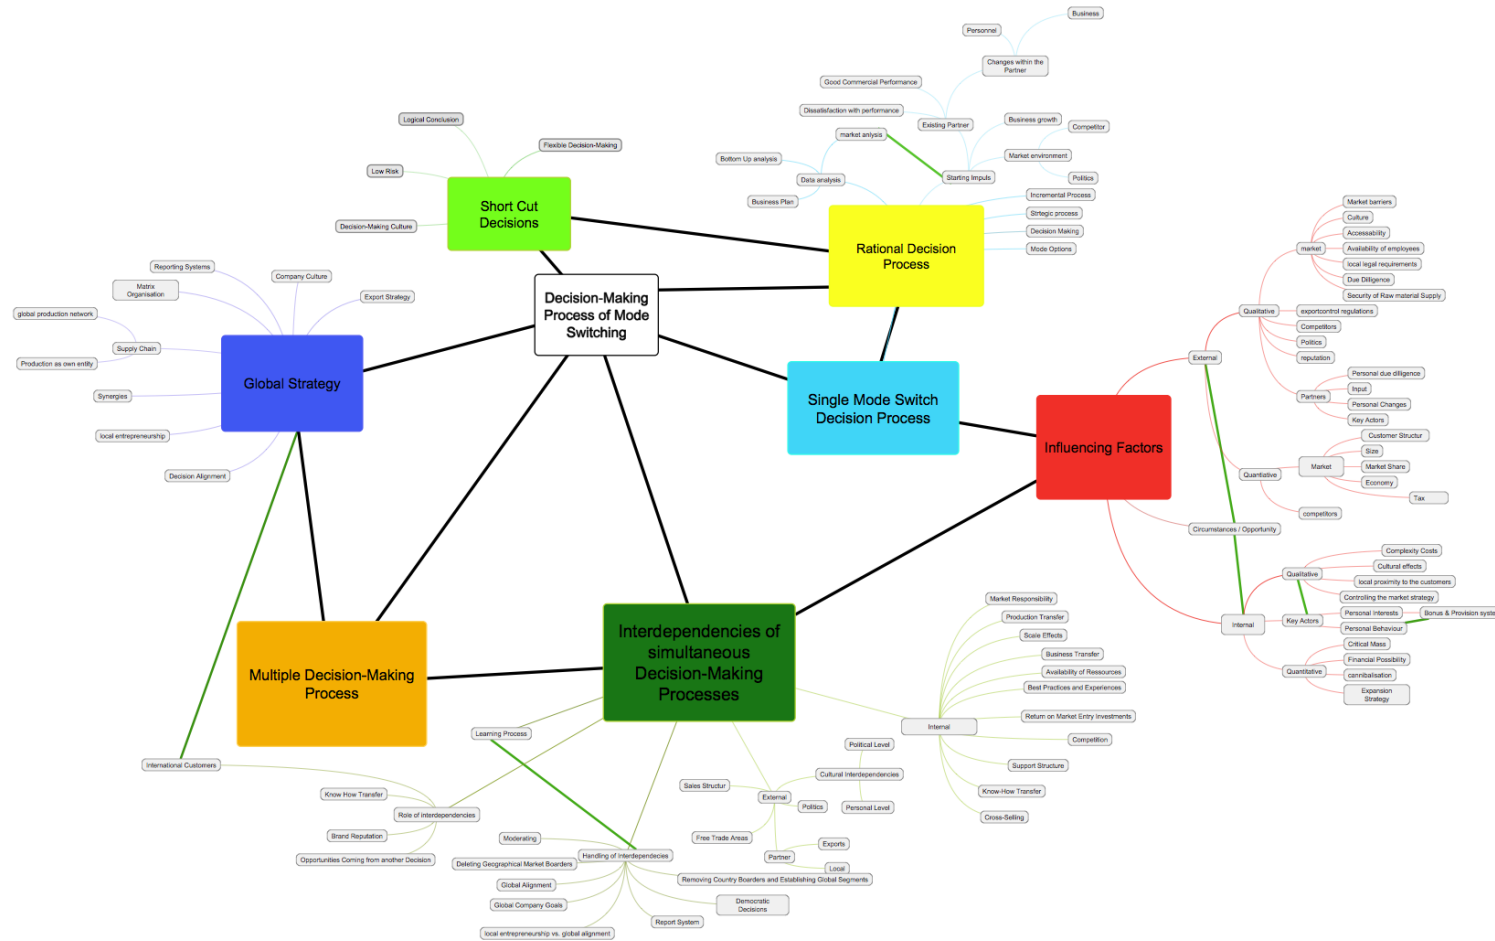 Business
Personnel
Changes within the
Partner
Good Commercial Performance
Dissatisfaction with performance
Existing Partner
Business growth
Competitor
market anlysis
Market environment
Bottom Up analysis
Data analysis
Starting Impuls
Politics
Business Plan
Incremental Process
Strtegic process
Decision Making
Mode Options
Rational Decision
Process
Logical Conclusion
Flexible Decision-Making
Low Risk
Short Cut
Decisions
Decision-Making Culture
Reporting Systems
Company Culture
Matrix
Organisation
Export Strategy
global production network
Supply Chain
Production as own entity
Synergies
local entrepreneurship
Decision Alignment
Global Strategy
Decision-Making
Process of Mode
Switching
Single Mode Switch
Decision Process
Influencing Factors
Market barriers
Culture
Accessability
market
Availability of employees
local legal requirements
Due Dilligence
Security of Raw material Supply
Qualitative
exportcontrol regulations
Competitors
Politics
reputation
External
Personal due dilligence
Input
Partners
Personal Changes
Key Actors
Customer Structur
Size
Quantiative
Market
Market Share
Economy
Tax
competitors
Circumstances / Opportunity
Complexity Costs
Cultural effects
Qualitative
local proximity to the customers
Controlling the market strategy
Internal
Key Actors
Personal Interests
Bonus & Provision syste
Personal Behaviour
Critical Mass
Financial Possibility
Quantitative
cannibalisation
Expansion
Strategy
Multiple Decision-Making
Process
Interdependencies of
simultaneous
Decision-Making
Processes
Market Responsibility
Production Transfer
Scale Effects
Business Transfer
Availability of Ressources
Best Practices and Experiences
Return on Market Entry Investments
Internal
Competition
Support Structure
Know-How Transfer
Cross-Selling
Learning Process
International Customers
Know How Transfer
Role of interdependencies
Brand Reputation
Opportunities Coming from another Decision
Political Level
Cultural Interdependencies
Personal Level
Sales Structur
External
Politics
Free Trade Areas
Partner
Exports
Local
Moderating
Handling of Interdependecies
Deleting Geographical Market Boarders
Removing Country Boarders and Establishing Global Segments
Global Alignment
Global Company Goals
Democratic
Decisions
Report System
local entrepreneurship vs. global alignment